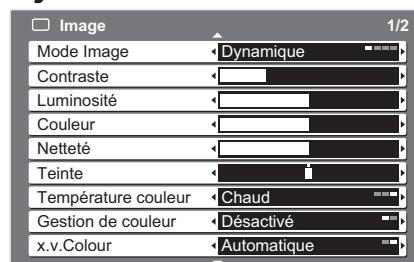 Image 1/2
Mode Image Dynamique
Contraste
Luminosité
Couleur
Netteté
Teinte
Température couleur Chaud
Gestion de couleur Désactivé
x.v.Colour Automatique